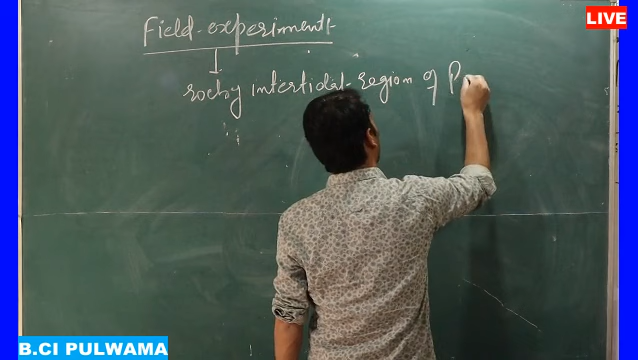 LIVE
Field-experiment
rocky intertidal region of P
B.CI PULWAMA